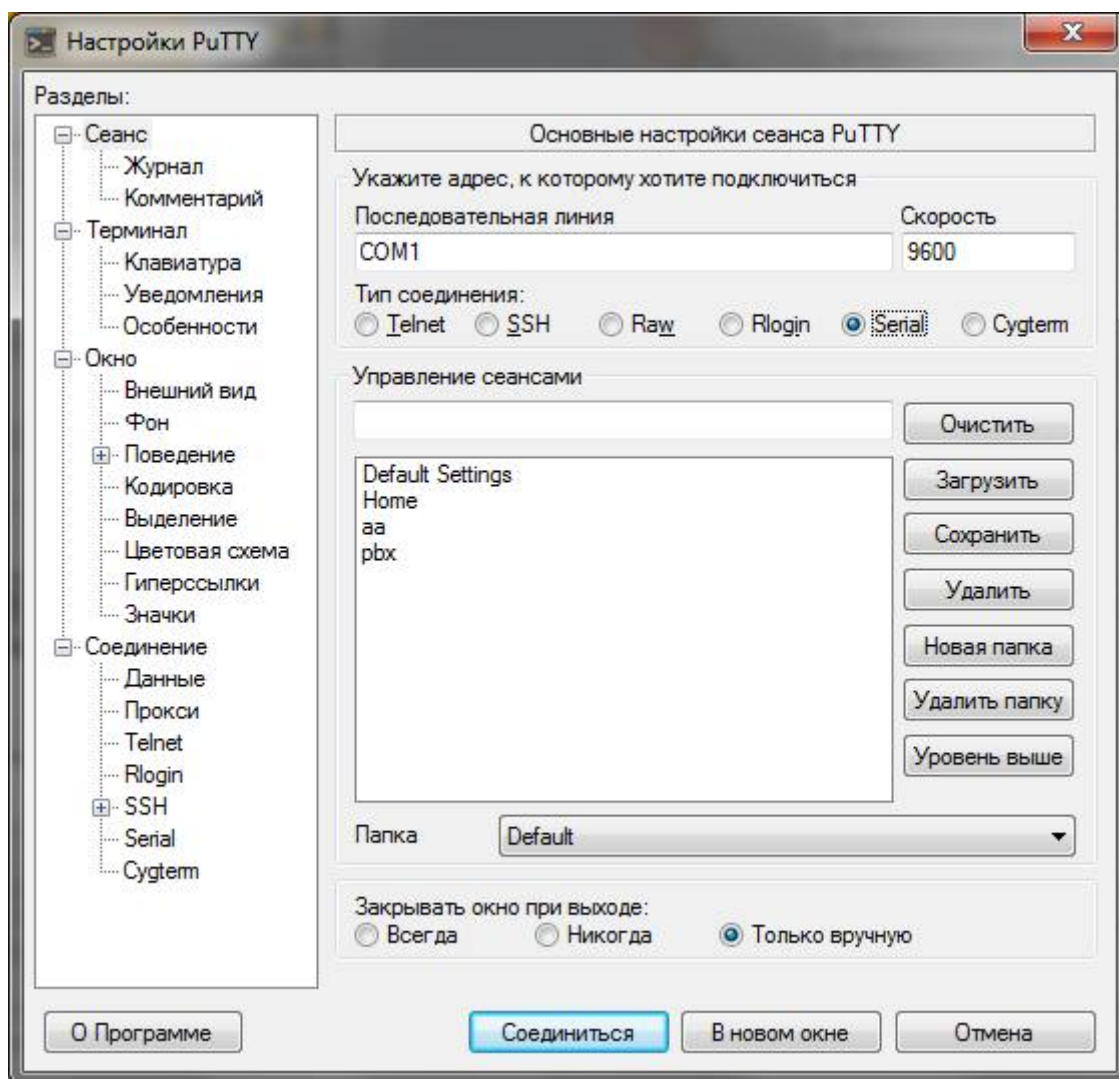 Настройки PuTTY
Разделы:
Сеанс
Журнал
Комментарий
Терминал
Клавиатура
Уведомления
Особенности
Окно
Внешний вид
Фон
Поведение
Кодировка
Выделение
Цветовая схема
Гиперссылки
Значки
Соединение
Данные
Прокси
Telnet
Rlogin
SSH
Serial
Cygterm
Основные настройки сеанса PuTTY
Укажите адрес, к которому хотите подключиться
Последовательная линия Скорость
COM1 9600
Тип соединения:
Telnet SSH Raw Rlogin Serial Cygterm
Управление сеансами
Очистить
Default Settings
Home
aa
pbx
Загрузить
Сохранить
Удалить
Новая папка
Удалить папку
Уровень выше
Папка Default
Закрывать окно при выходе:
Всегда Никогда Только вручную
О Программе Соединиться В новом окне Отмена